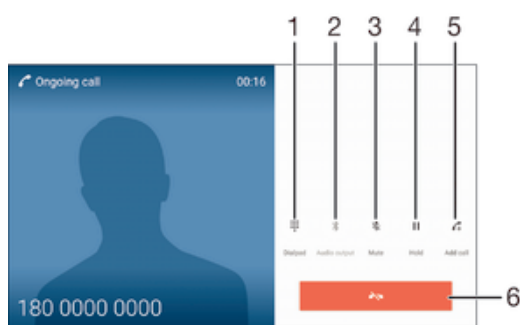 1 2 3 4 5
Ongoing call 00:16
Dialpad Audio output Mute Hold Add call
6
180 0000 0000